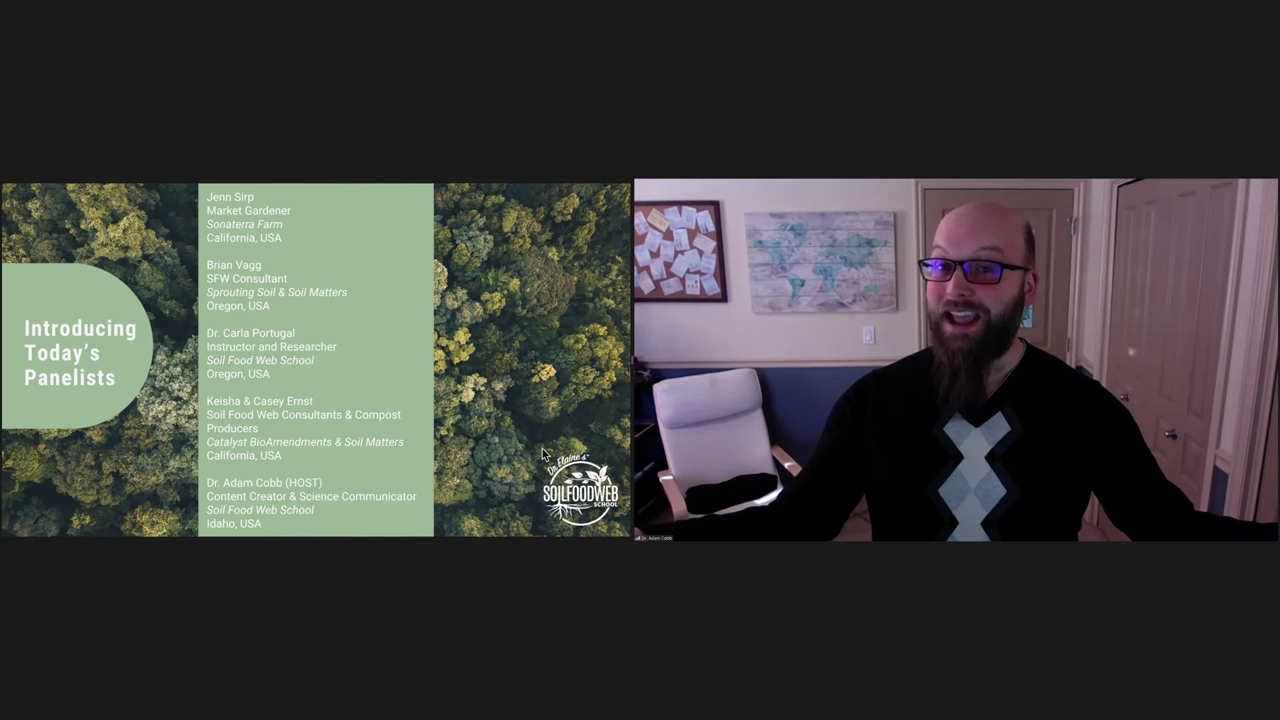 Introducing
Today's
Panelists
Jenn Sirp
Market Gardener
Sonaterra Farm
California, USA
Brian Vagg
SFW Consultant
Sprouting Soil & Soil Matters
Oregon, USA
Dr. Carla Portugal
Instructor and Researcher
Soil Food Web School
Oregon, USA
Keisha & Casey Ernst
Soil Food Web Consultants & Compost
Producers
Catalyst BioAmendments & Soil Matters
California, USA
Dr. Adam Cobb (HOST)
Content Creator & Science Communicator
Soil Food Web School
Idaho, USA
Dr. Elaine's
SOILFOODWEB
SCHOOL
Dr. Adam Cobb